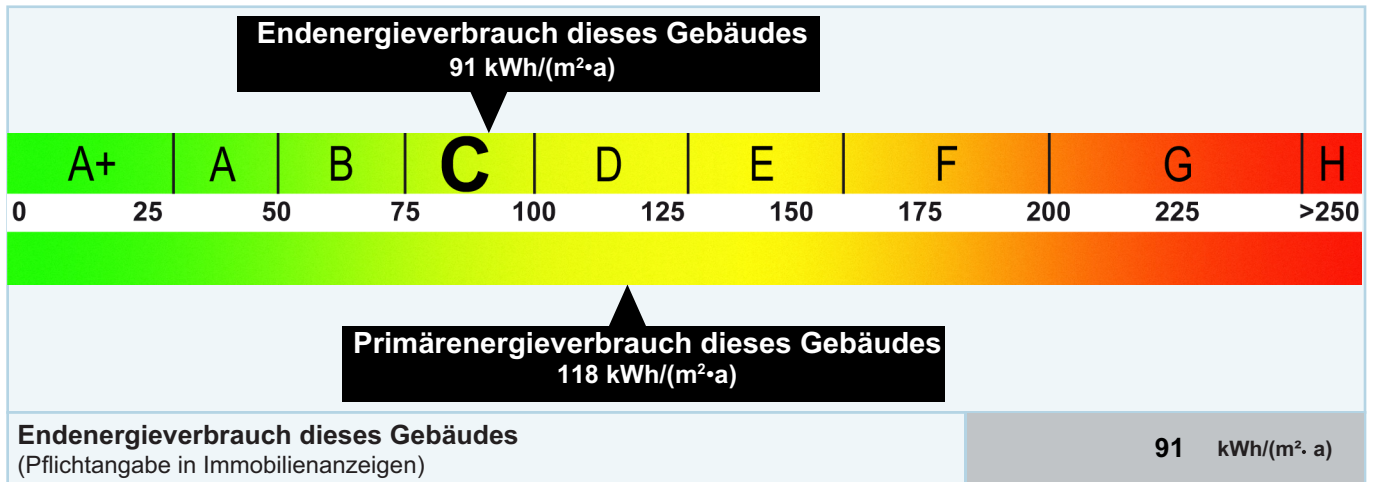 Endenergieverbrauch dieses Gebäudes
91 kWh/(m²•a)
A+ A B C D E F G H
0 25 50 75 100 125 150 175 200 225 >250
Primärenergieverbrauch dieses Gebäudes
118 kWh/(m²•a)
Endenergieverbrauch dieses Gebäudes
(Pflichtangabe in Immobilienanzeigen)
91 kWh/(m²· a)